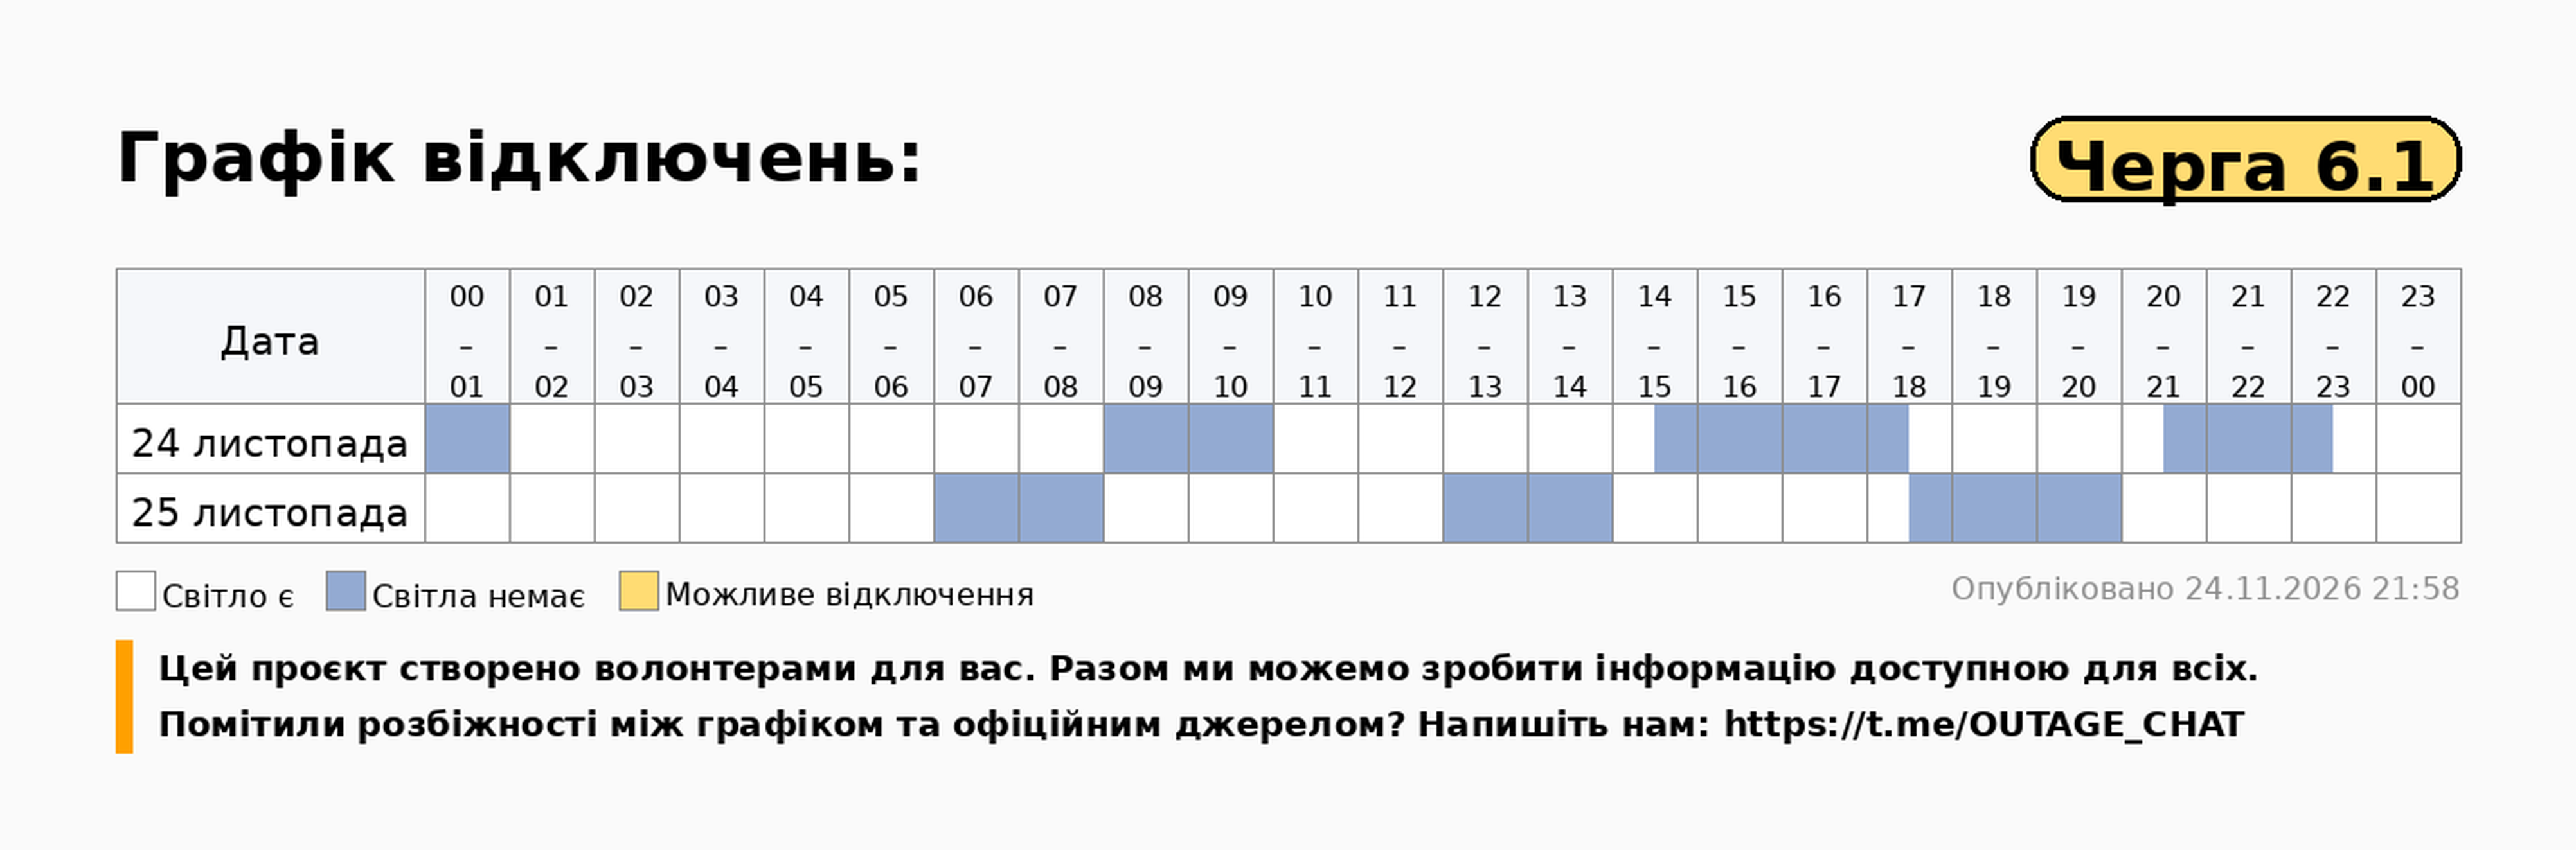 Графік відключень:
Черга 6.1
Дата
00 – 01
01 – 02
02 – 03
03 – 04
04 – 05
05 – 06
06 – 07
07 – 08
08 – 09
09 – 10
10 – 11
11 – 12
12 – 13
13 – 14
14 – 15
15 – 16
16 – 17
17 – 18
18 – 19
19 – 20
20 – 21
21 – 22
22 – 23
23 – 00
24 листопада
25 листопада
Світло є
Світла немає
Можливе відключення
Опубліковано 24.11.2026 21:58
Цей проєкт створено волонтерами для вас. Разом ми можемо зробити інформацію доступною для всіх.
Помітили розбіжності між графіком та офіційним джерелом? Напишіть нам: https://t.me/OUTAGE_CHAT